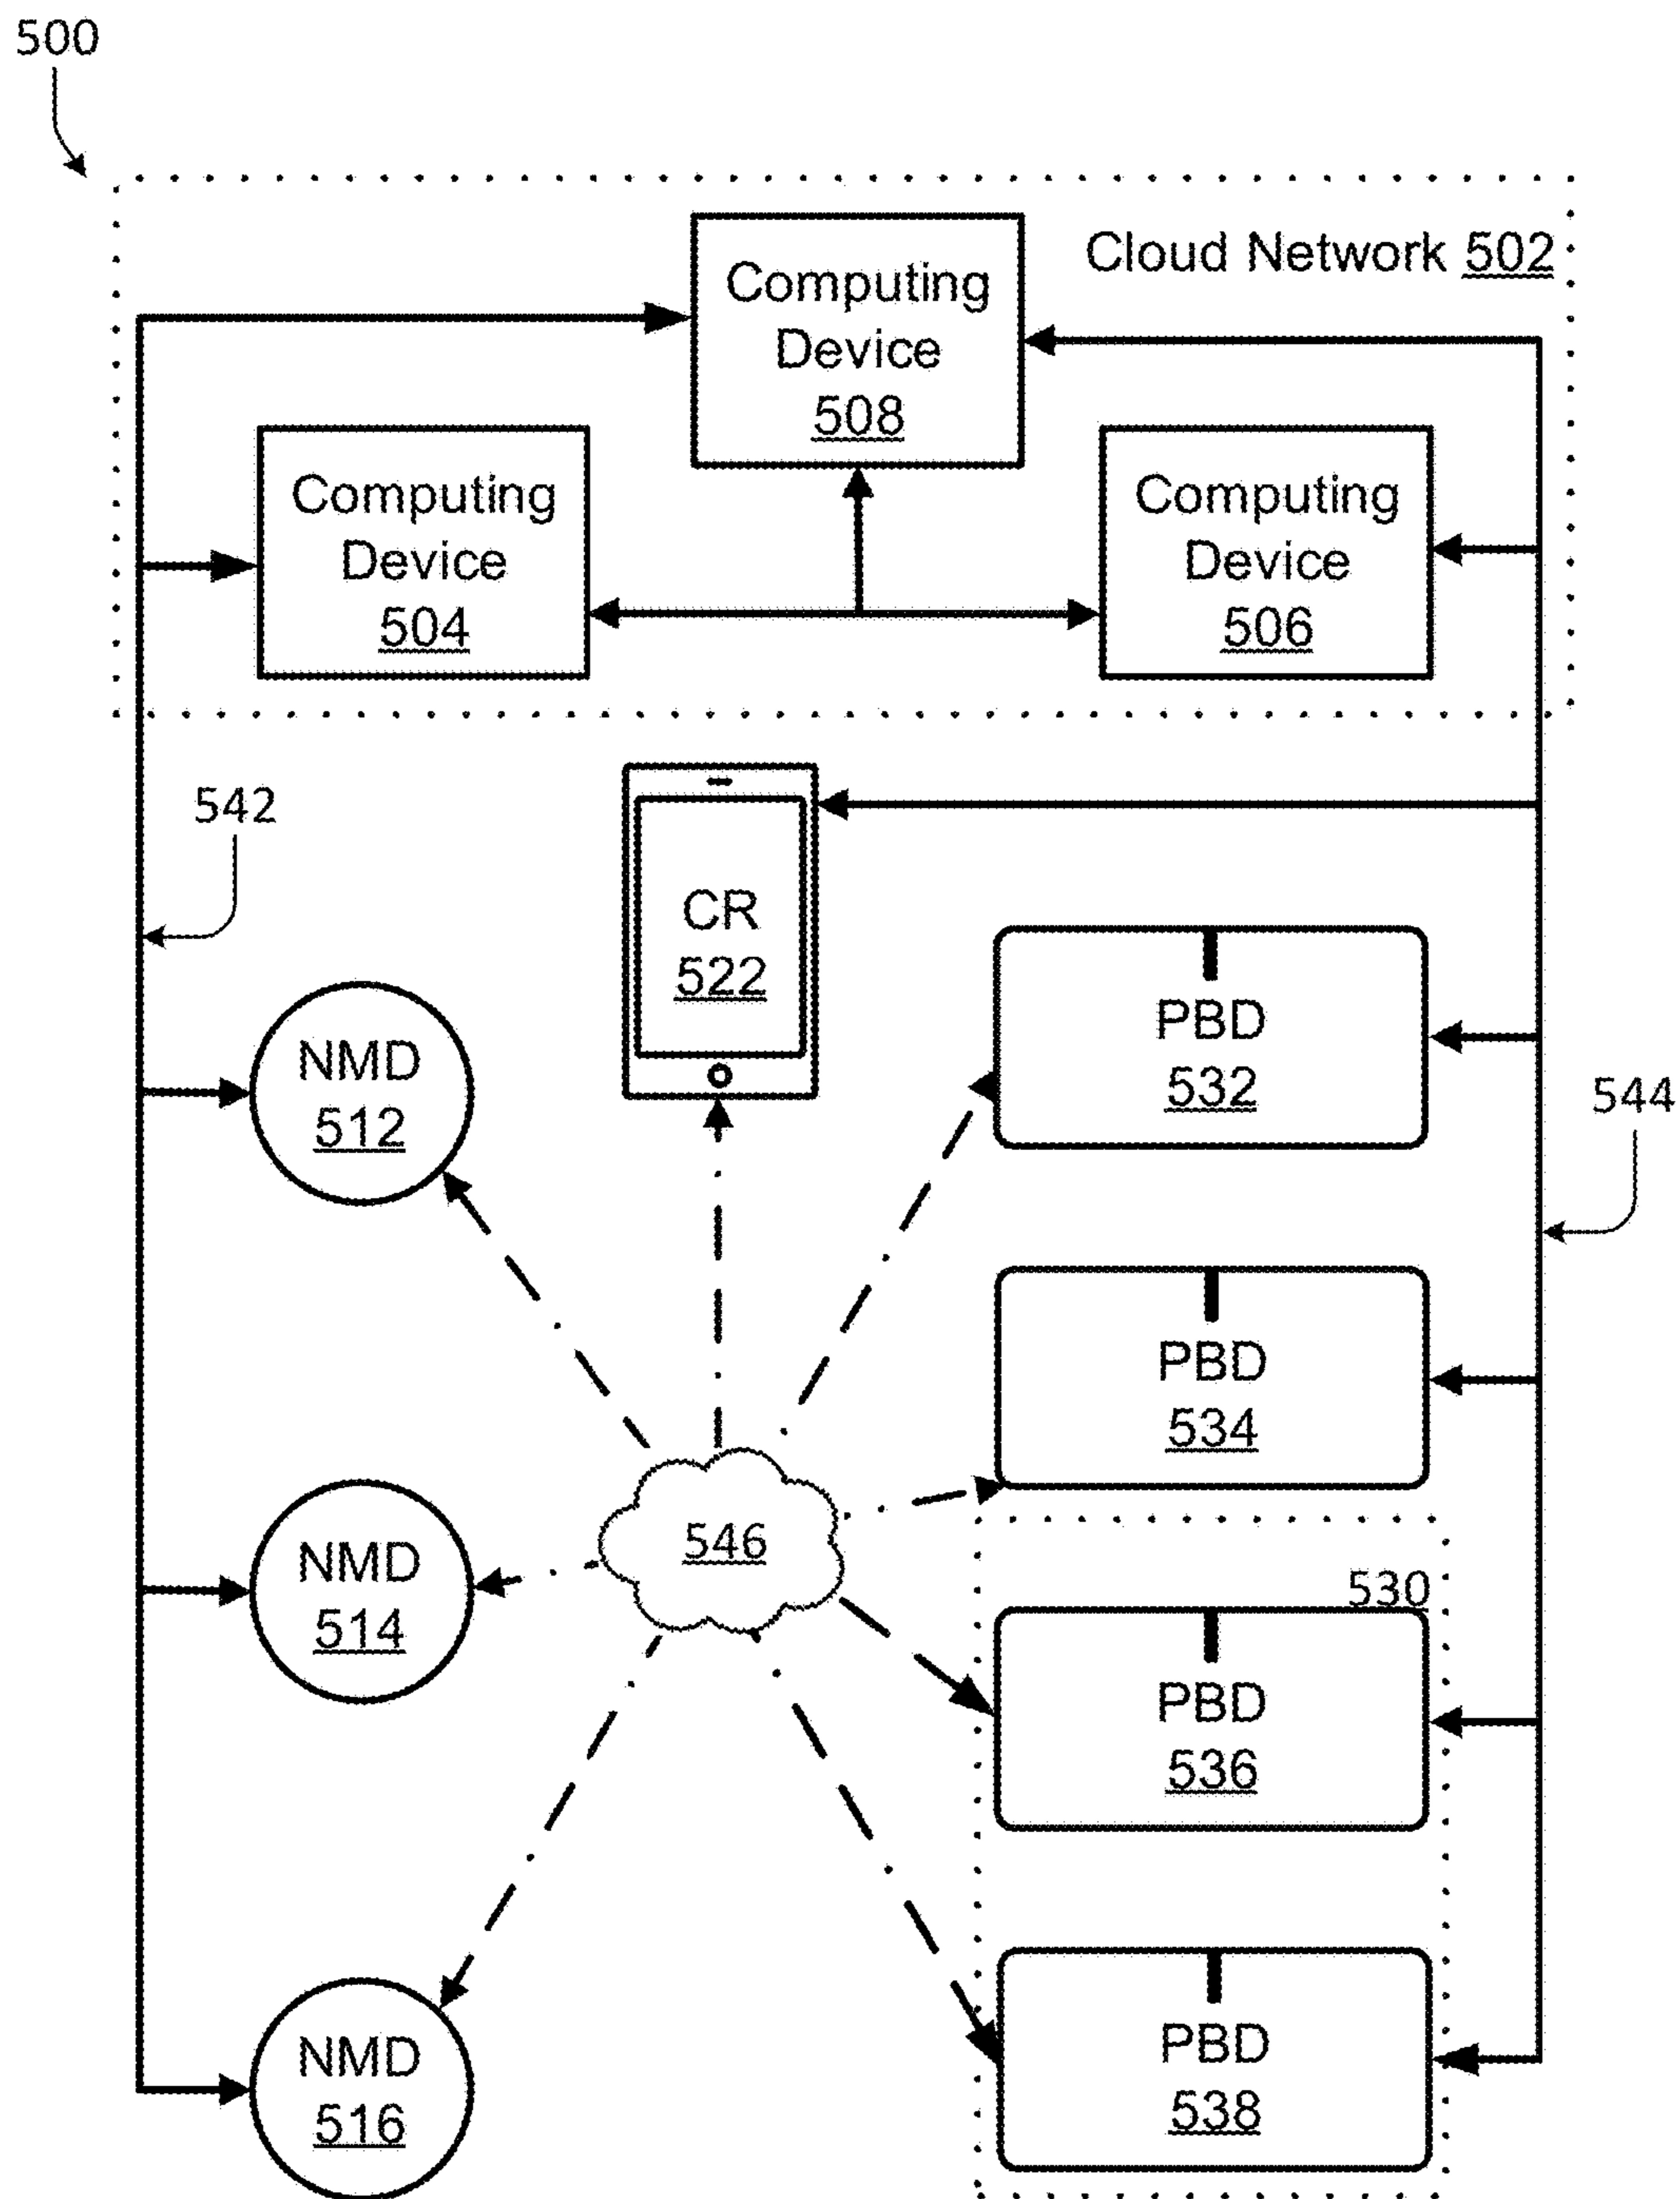 500
Cloud Network 502
Computing
Device
508
Computing
Device
504
Computing
Device
506
542
CR
522
NMD
512
PBD
532
544
PBD
534
NMD
514
546
530
PBD
536
NMD
516
PBD
538